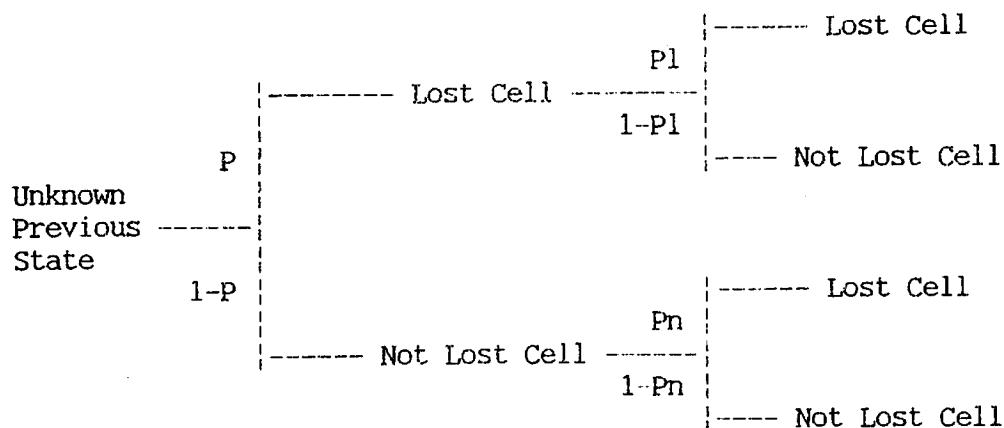 Lost Cell
Pl
Lost Cell
1-Pl
P
Not Lost Cell
Unknown
Previous
State
1-P
Lost Cell
Pn
Not Lost Cell
1-Pn
Not Lost Cell